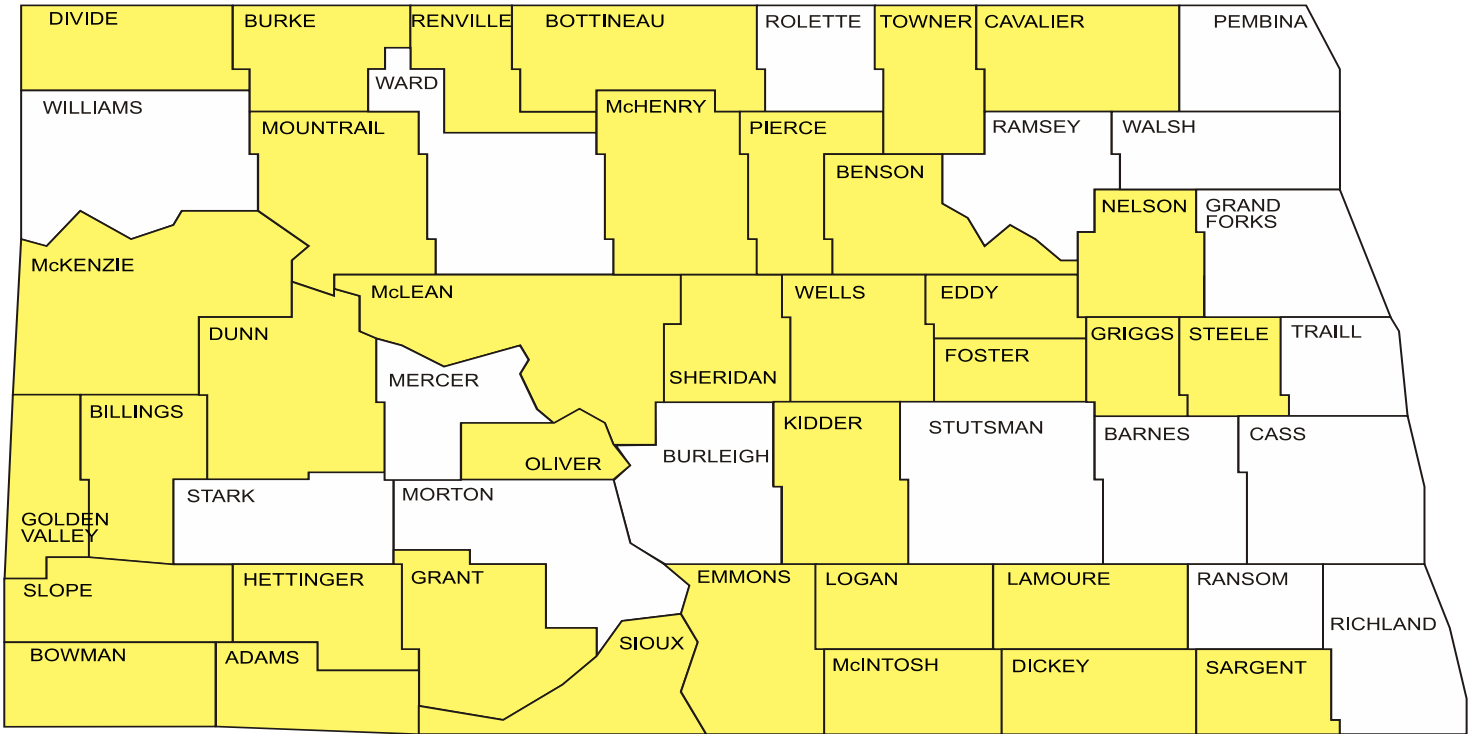 DIVIDE
BURKE
RENVILLE
BOTTINEAU
ROLETTE
TOWNER
CAVALIER
PEMBINA
WARD
WILLIAMS
McHENRY
MOUNTRAIL
PIERCE
RAMSEY
WALSH
BENSON
NELSON
GRAND
FORKS
McKENZIE
McLEAN
WELLS
EDDY
DUNN
GRIGGS
STEELE
TRAILL
FOSTER
MERCER
SHERIDAN
BILLINGS
KIDDER
STUTSMAN
BARNES
CASS
OLIVER
BURLEIGH
STARK
MORTON
GOLDEN
VALLEY
SLOPE
HETTINGER
GRANT
EMMONS
LOGAN
LAMOURE
RANSOM
RICHLAND
SIOUX
BOWMAN
ADAMS
McINTOSH
DICKEY
SARGENT